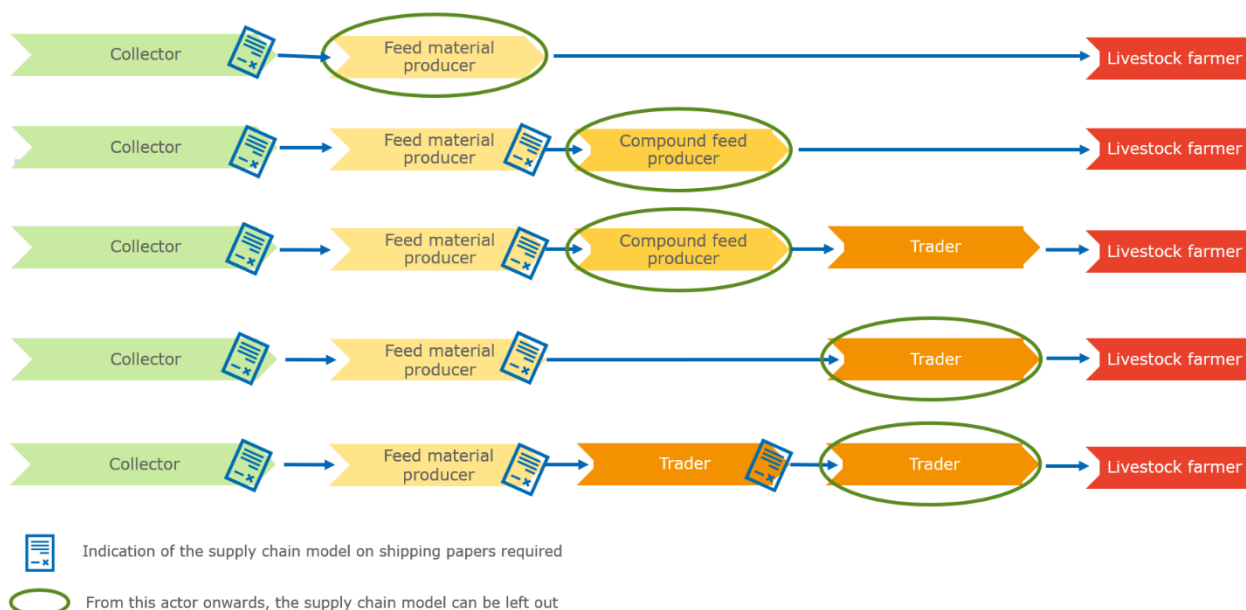 Collector
Feed material
producer
Livestock farmer
Collector
Feed material
producer
Compound feed
producer
Livestock farmer
Collector
Feed material
producer
Compound feed
producer
Trader
Livestock farmer
Collector
Feed material
producer
Trader
Livestock farmer
Collector
Feed material
producer
Trader
Trader
Livestock farmer
Indication of the supply chain model on shipping papers required
From this actor onwards, the supply chain model can be left out